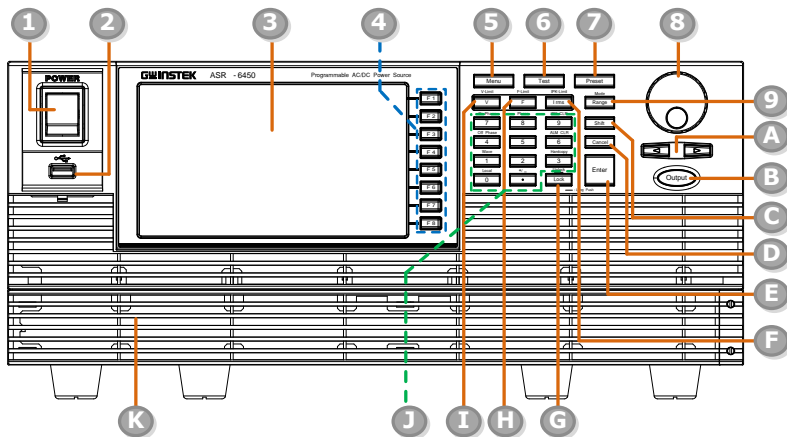 1
2
3
4
5
6
7
8
POWER
GW INSTEK ASR - 6450 Programmable AC/DC Power Source
F 1
F 2
F 3
F 4
F 5
F 6
F 7
F 8
Menu
Test
Preset
V-Limit
F-Limit
IPK-Limit
Mode
V
F
Irms
Range
9
7
8
9
Shift
Off Phase
ALM CLR
4
5
6
Cancel
A
Wave
Hardcopy
1
2
3
Enter
Local
0
Lock
Output
B
C
D
E
F
K
J
I
H
G